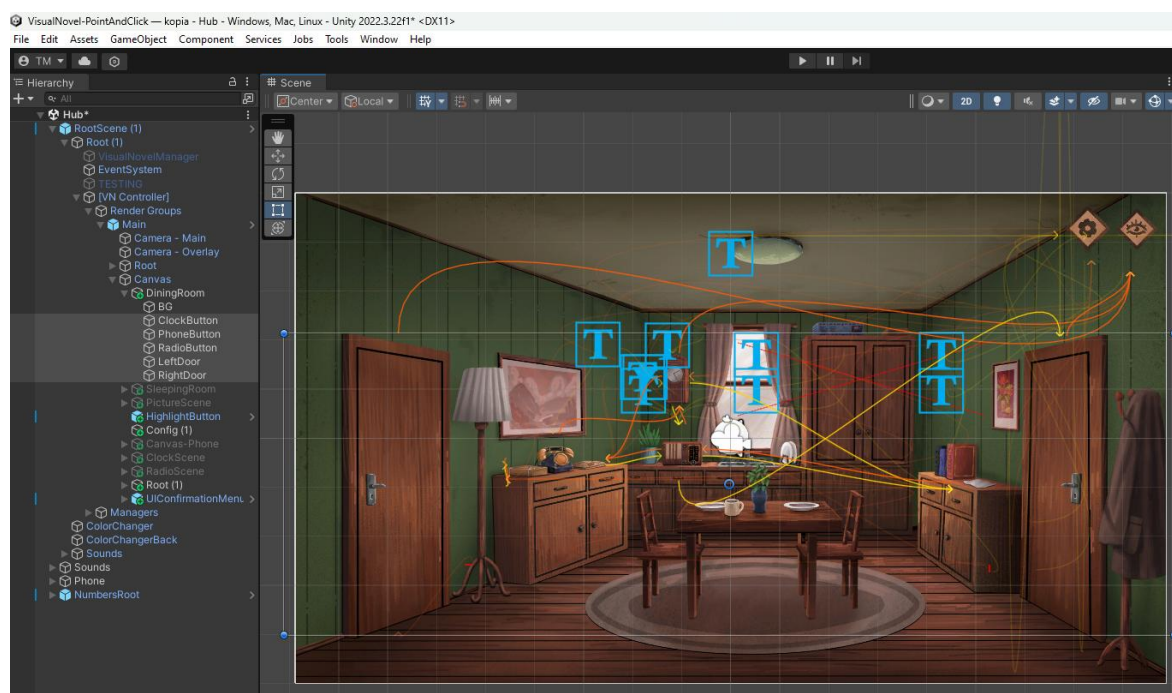 VisualNovel-PointAndClick — kopia - Hub - Windows, Mac, Linux - Unity 2022.3.22f1* <DX11>
File Edit Assets GameObject Component Services Jobs Tools Window Help
TM
Hierarchy
# Scene
All
Center Local
2D
Hub*
RootScene (1)
Root (1)
VisualNovelManager
EventSystem
TESTING
[VN Controller]
Render Groups
Main
Camera - Main
Camera - Overlay
Root
Canvas
DiningRoom
BG
ClockButton
PhoneButton
RadioButton
LeftDoor
RightDoor
SleepingRoom
PictureScene
HighlightButton
Config (1)
Canvas-Phone
ClockScene
RadioScene
Root (1)
UIConfirmationMenu
Managers
ColorChanger
ColorChangerBack
Sounds
Sounds
Phone
NumbersRoot
T
T T T T
T T T